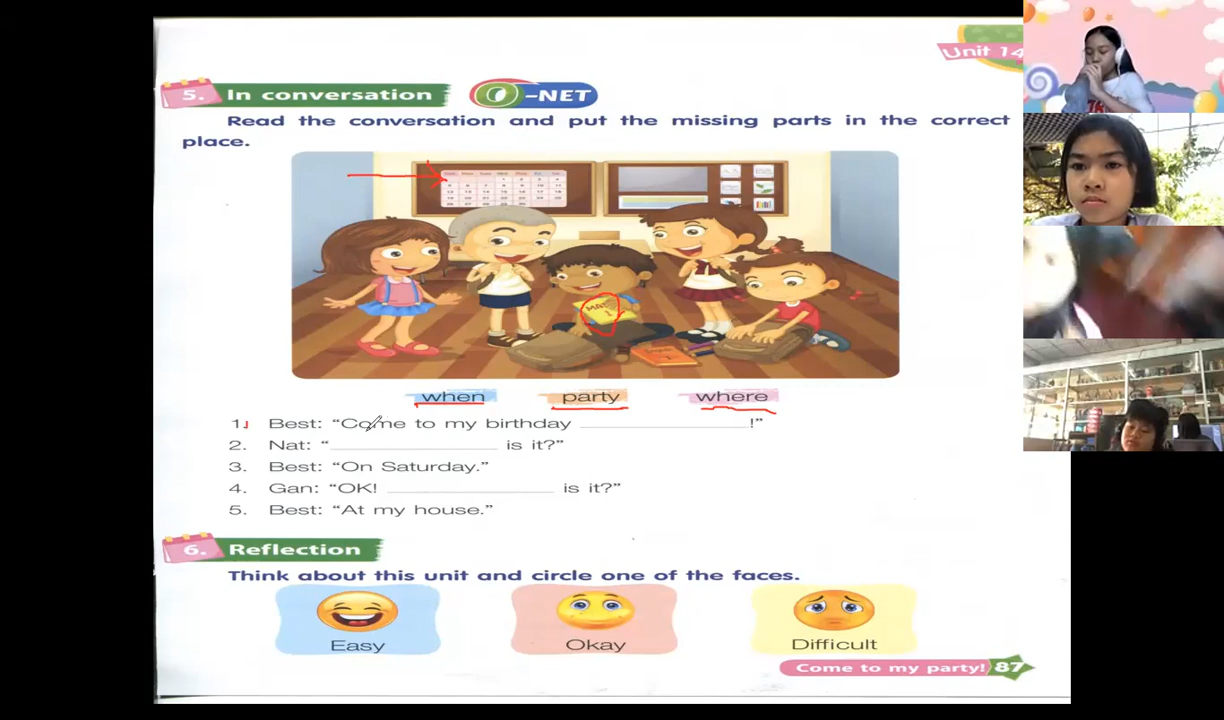 Unit 14
5. In conversation O-NET
Read the conversation and put the missing parts in the correct
place.
when party where
1. Best: “Come to my birthday !”
2. Nat: “ is it?”
3. Best: “On Saturday.”
4. Gan: “OK! is it?”
5. Best: “At my house.”
6. Reflection
Think about this unit and circle one of the faces.
Easy Okay Difficult
Come to my party! 87